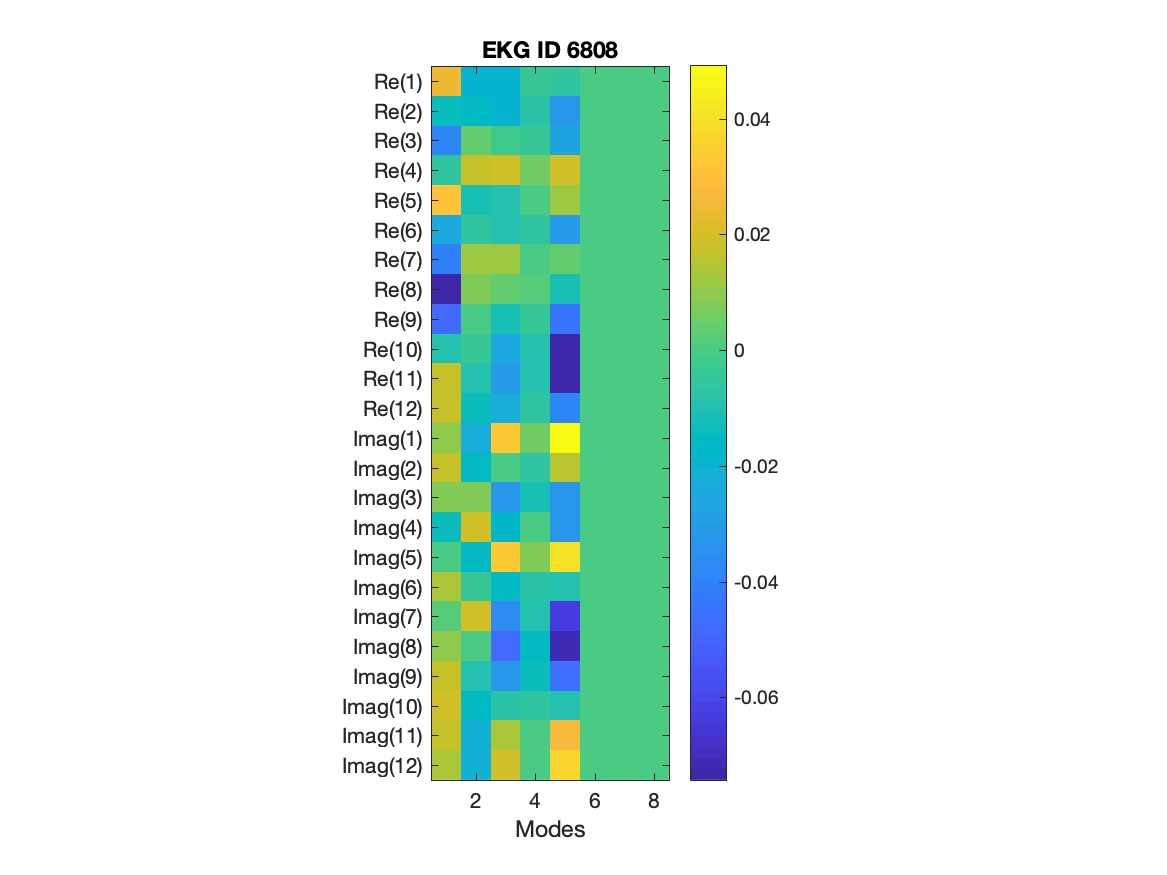 EKG ID 6808
Re(1)
Re(2)
Re(3)
Re(4)
Re(5)
Re(6)
Re(7)
Re(8)
Re(9)
Re(10)
Re(11)
Re(12)
Imag(1)
Imag(2)
Imag(3)
Imag(4)
Imag(5)
Imag(6)
Imag(7)
Imag(8)
Imag(9)
Imag(10)
Imag(11)
Imag(12)
2 4 6 8
Modes
0.04
0.02
0
-0.02
-0.04
-0.06